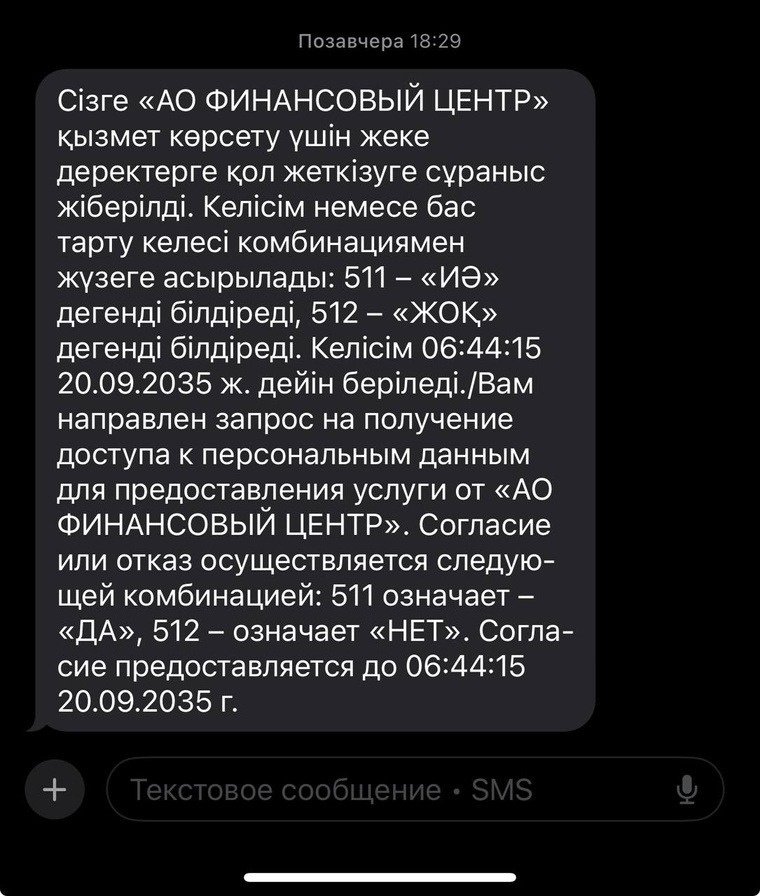 Позавчера 18:29
Сізге «АО ФИНАНСОВЫЙ ЦЕНТР»
қызмет көрсету үшін жеке
деректерге қол жеткізуге сұраныс
жіберілді. Келісім немесе бас
тарту келесі комбинациямен
жүзеге асырылады: 511 – «ИӘ»
дегенді білдіреді, 512 – «ЖОҚ»
дегенді білдіреді. Келісім 06:44:15
20.09.2035 ж. дейін беріледі./Вам
направлен запрос на получение
доступа к персональным данным
для предоставления услуги от «АО
ФИНАНСОВЫЙ ЦЕНТР». Согласие
или отказ осуществляется следую-
щей комбинацией: 511 означает –
«ДА», 512 – означает «НЕТ». Согла-
сие предоставляется до 06:44:15
20.09.2035 г.
Текстовое сообщение • SMS